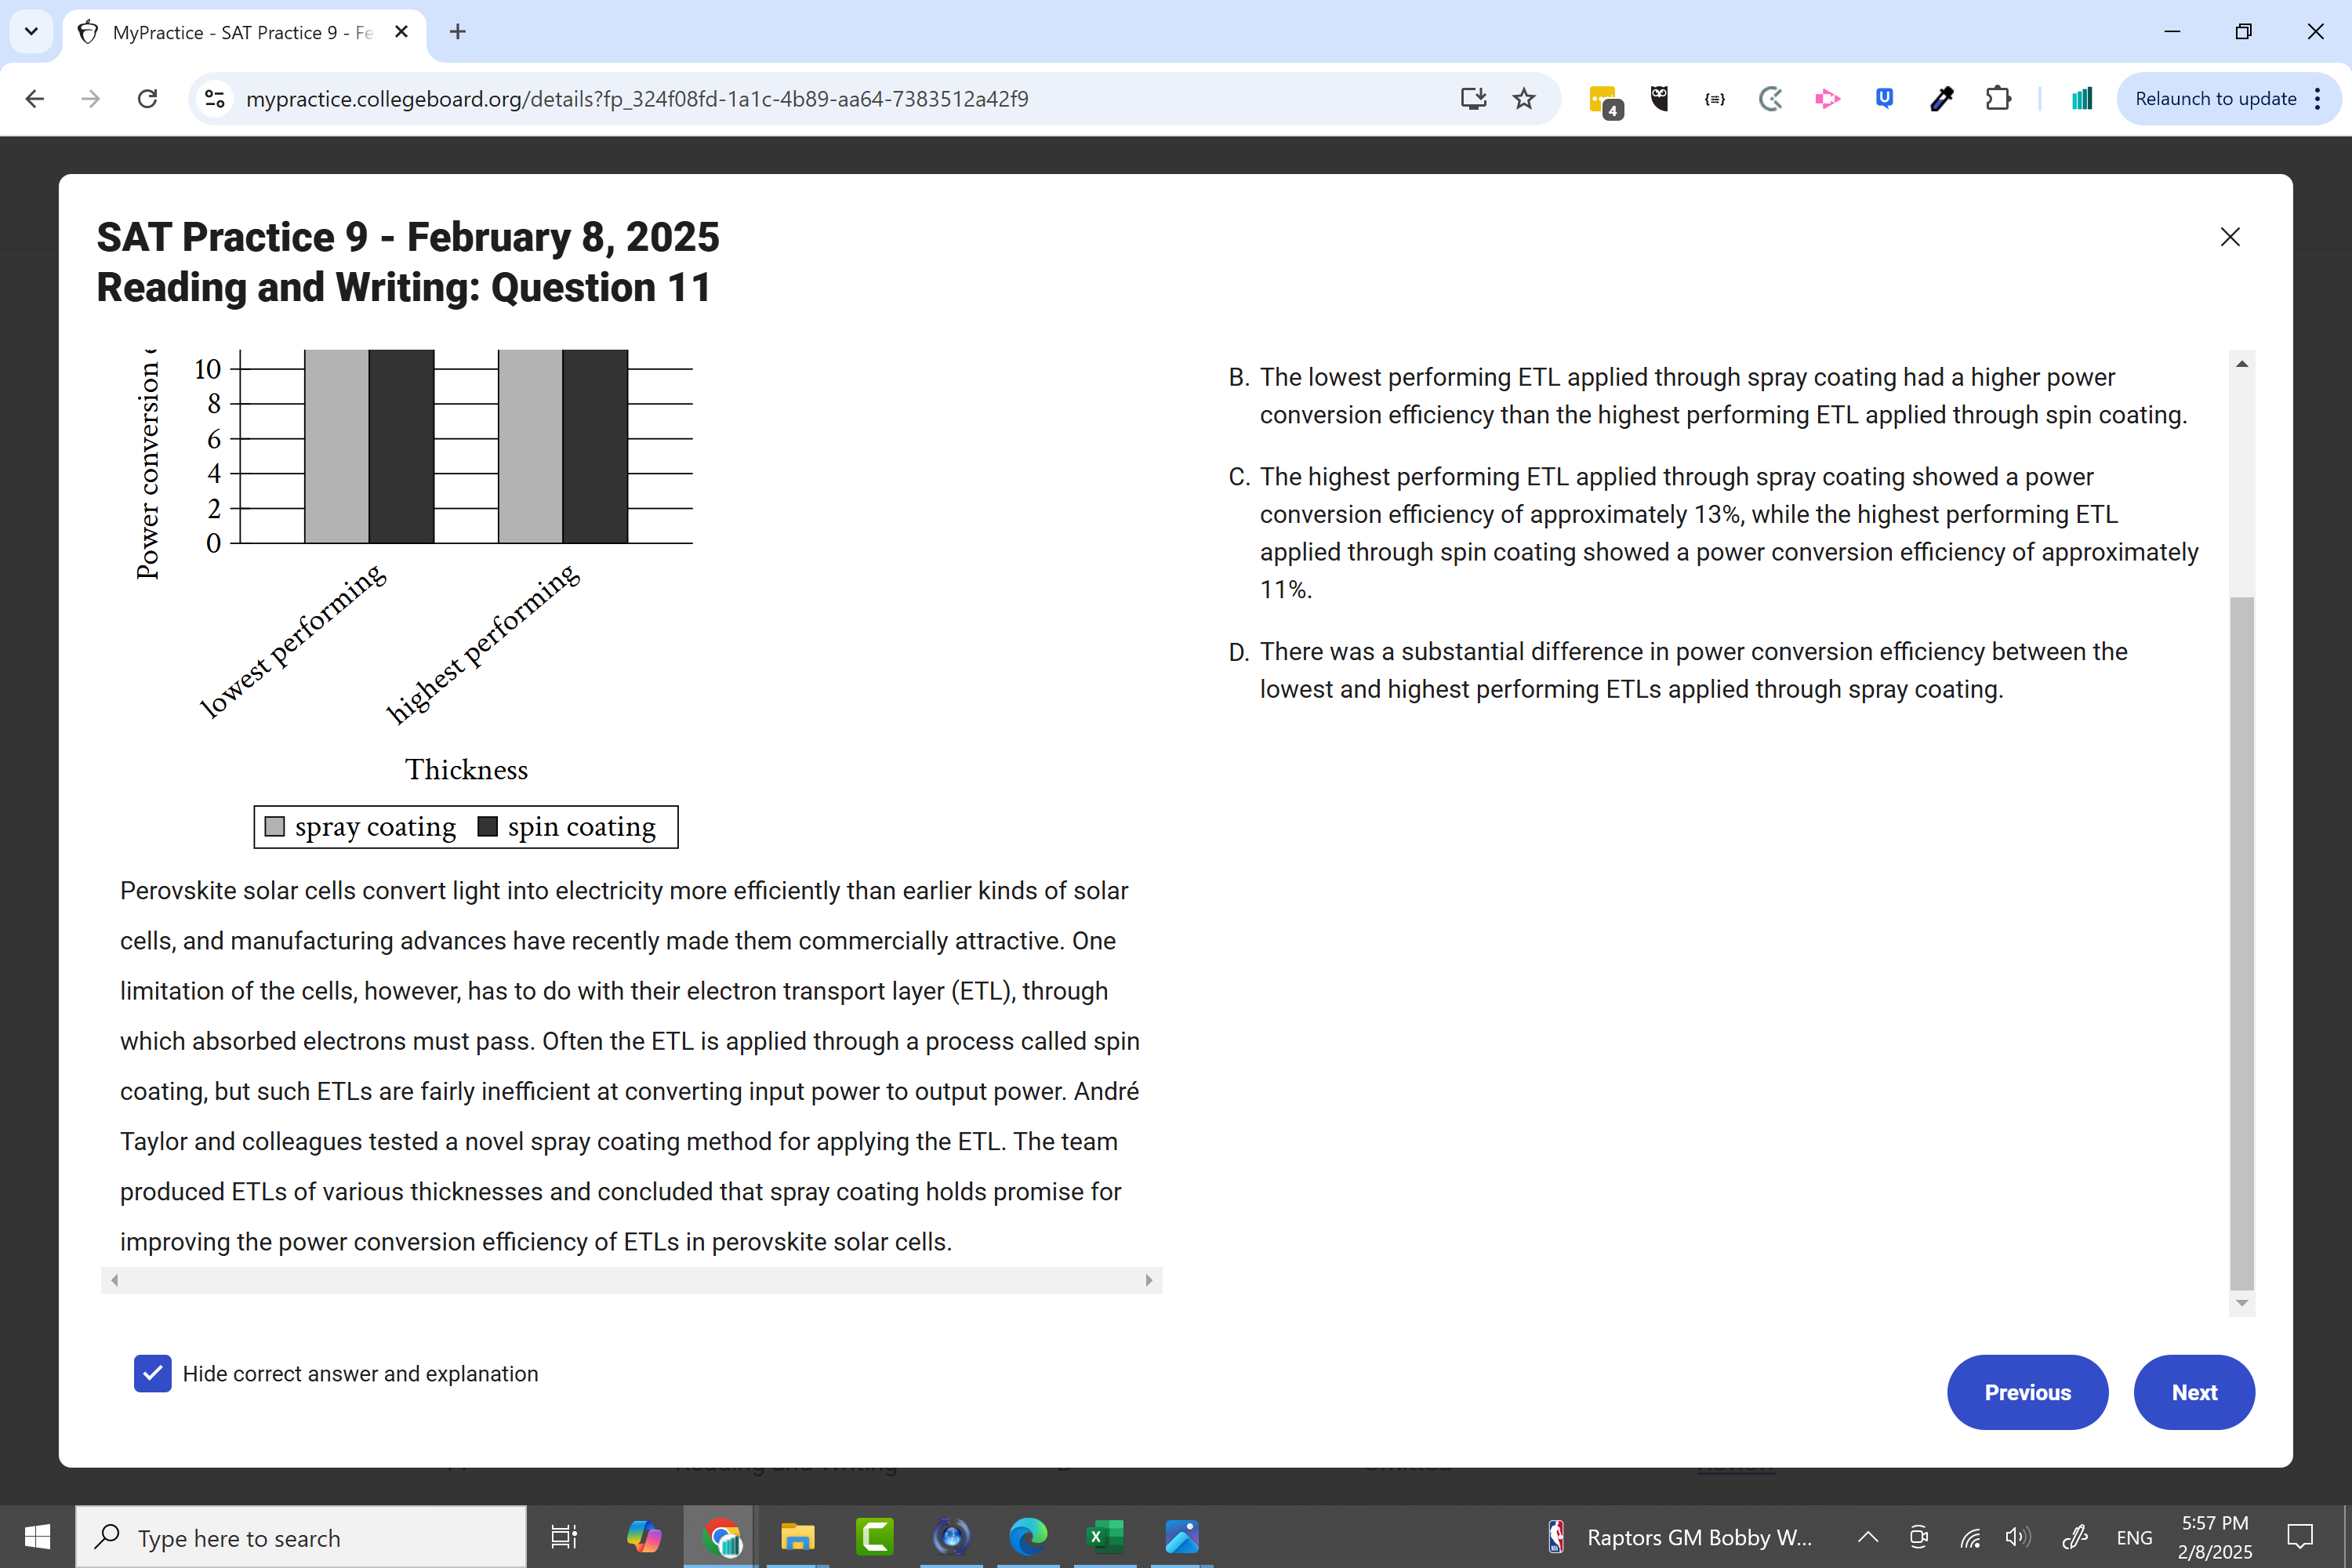 MyPractice - SAT Practice 9 - Fe
mypractice.collegeboard.org/details?fp_324f08fd-1a1c-4b89-aa64-7383512a42f9
4
Relaunch to update
SAT Practice 9 - February 8, 2025
Reading and Writing: Question 11
Power conversion
10
8
6
4
2
0
lowest performing
highest performing
Thickness
spray coating spin coating
Perovskite solar cells convert light into electricity more efficiently than earlier kinds of solar
cells, and manufacturing advances have recently made them commercially attractive. One
limitation of the cells, however, has to do with their electron transport layer (ETL), through
which absorbed electrons must pass. Often the ETL is applied through a process called spin
coating, but such ETLs are fairly inefficient at converting input power to output power. André
Taylor and colleagues tested a novel spray coating method for applying the ETL. The team
produced ETLs of various thicknesses and concluded that spray coating holds promise for
improving the power conversion efficiency of ETLs in perovskite solar cells.
B. The lowest performing ETL applied through spray coating had a higher power
conversion efficiency than the highest performing ETL applied through spin coating.
C. The highest performing ETL applied through spray coating showed a power
conversion efficiency of approximately 13%, while the highest performing ETL
applied through spin coating showed a power conversion efficiency of approximately
11%.
D. There was a substantial difference in power conversion efficiency between the
lowest and highest performing ETLs applied through spray coating.
Hide correct answer and explanation
Previous
Next
Type here to search
Raptors GM Bobby W...
ENG
5:57 PM
2/8/2025